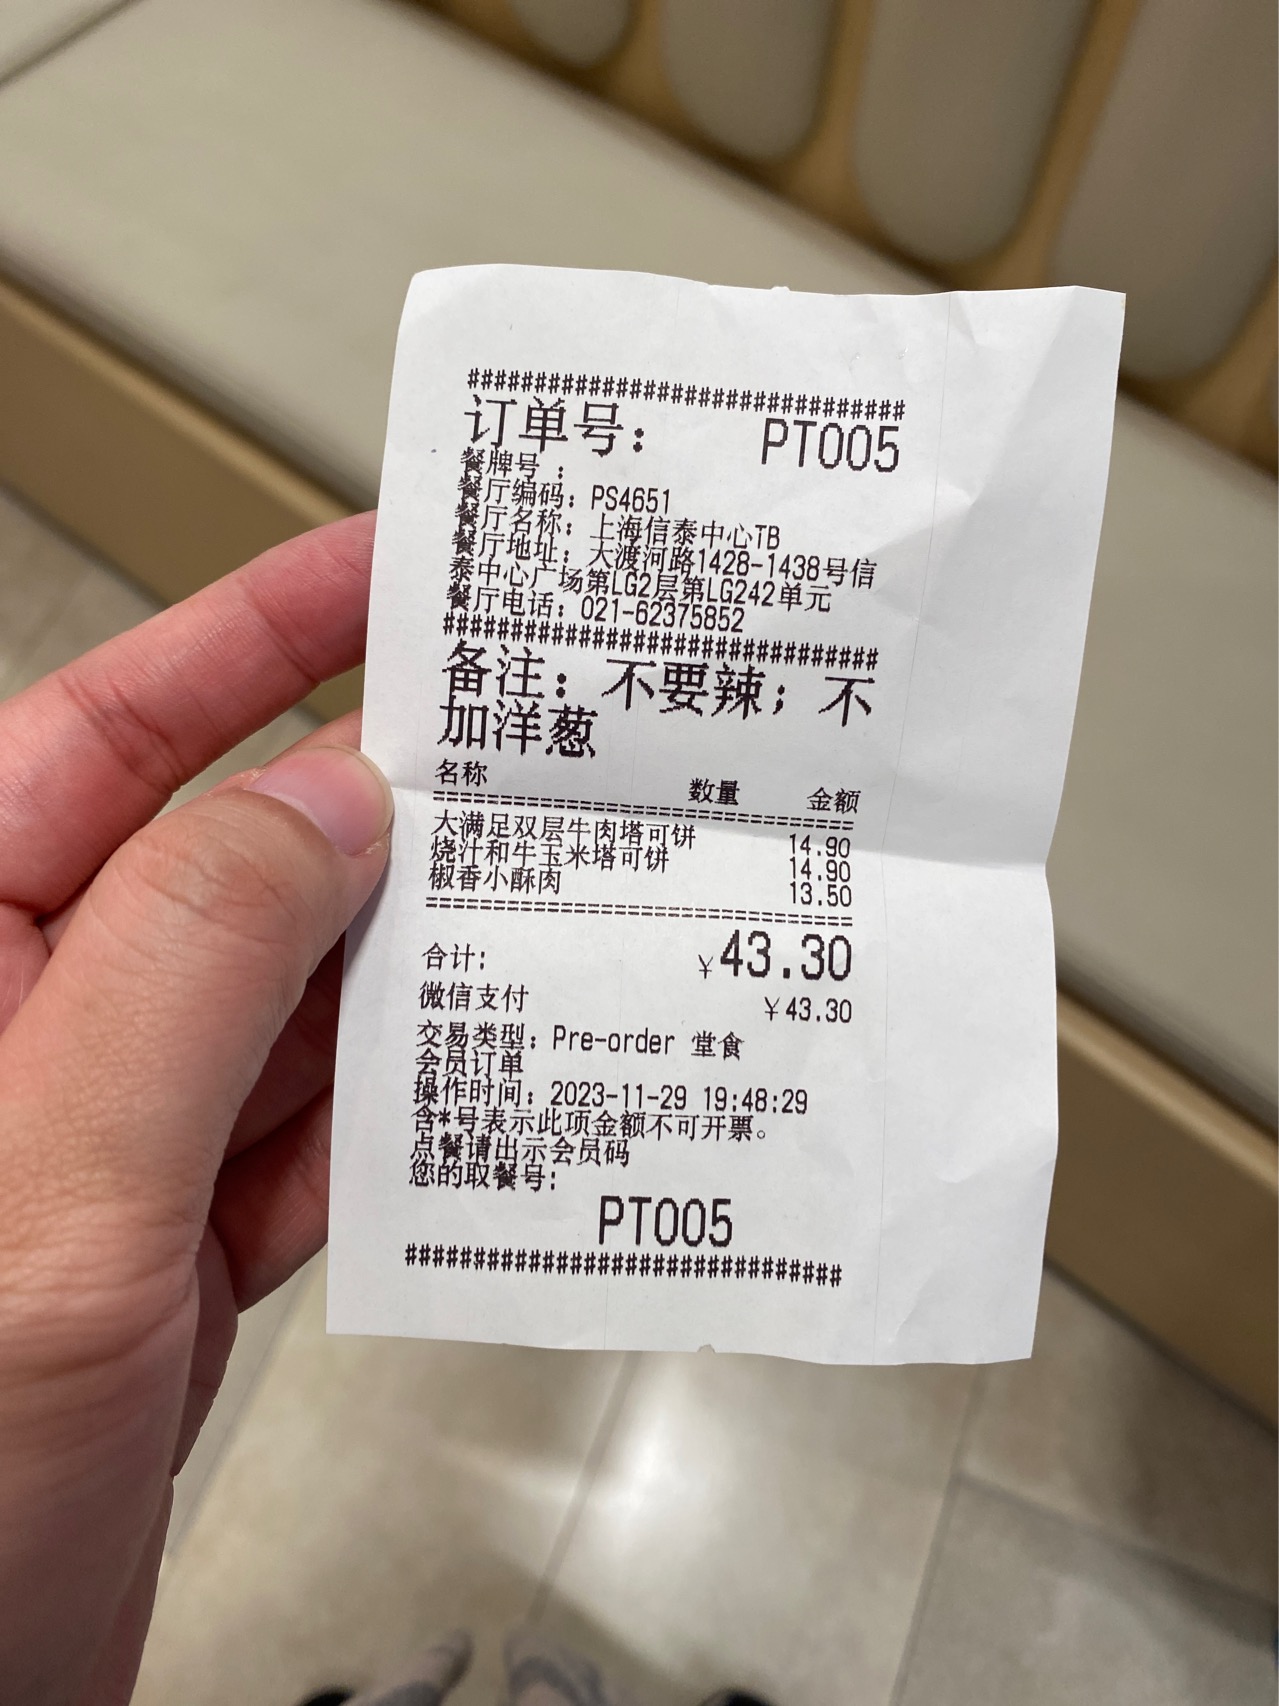 ################################
订单号： PT005
餐牌号 ：
餐厅编码：PS4651
餐厅名称：上海信泰中心TB
餐厅地址：大渡河路1428-1438号信
泰中心广场第LG2层第LG242单元
餐厅电话：021-62375852
################################
备注：不要辣；不
加洋葱
名称 数量 金额
================================
大满足双层牛肉塔可饼 14.90
烧汁和牛玉米塔可饼 14.90
椒香小酥肉 13.50
================================
合计： ￥43.30
微信支付 ￥43.30
交易类型：Pre-order 堂食
会员订单
操作时间：2023-11-29 19:48:29
含*号表示此项金额不可开票。
点餐请出示会员码
您的取餐号：
PT005
################################